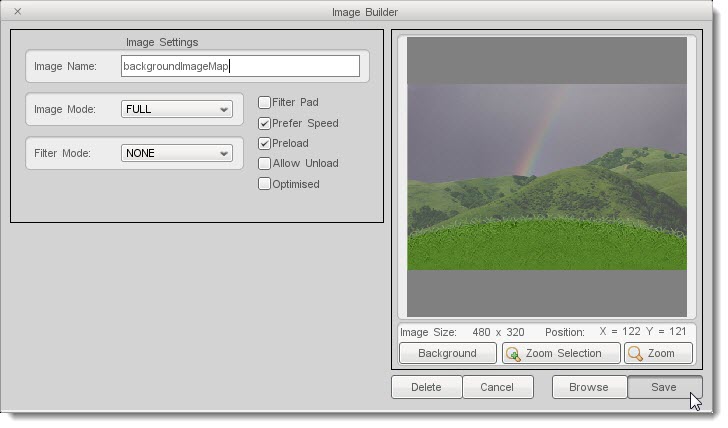 Image Builder
Image Settings
Image Name: backgroundImageMap
Image Mode: FULL
Filter Mode: NONE
Filter Pad
Prefer Speed
Preload
Allow Unload
Optimised
Image Size: 480 x 320 Position: X = 122 Y = 121
Background Zoom Selection Zoom
Delete Cancel Browse Save